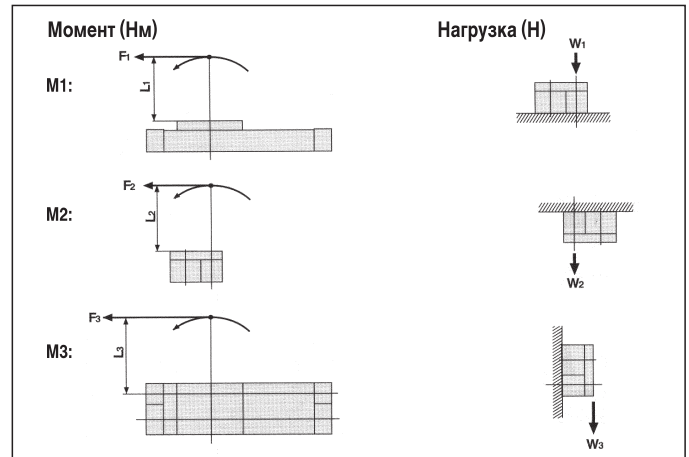 Момент (Нм)
Нагрузка (Н)
M1:
F1
L1
W1
M2:
F2
L2
W2
M3:
F3
L3
W3